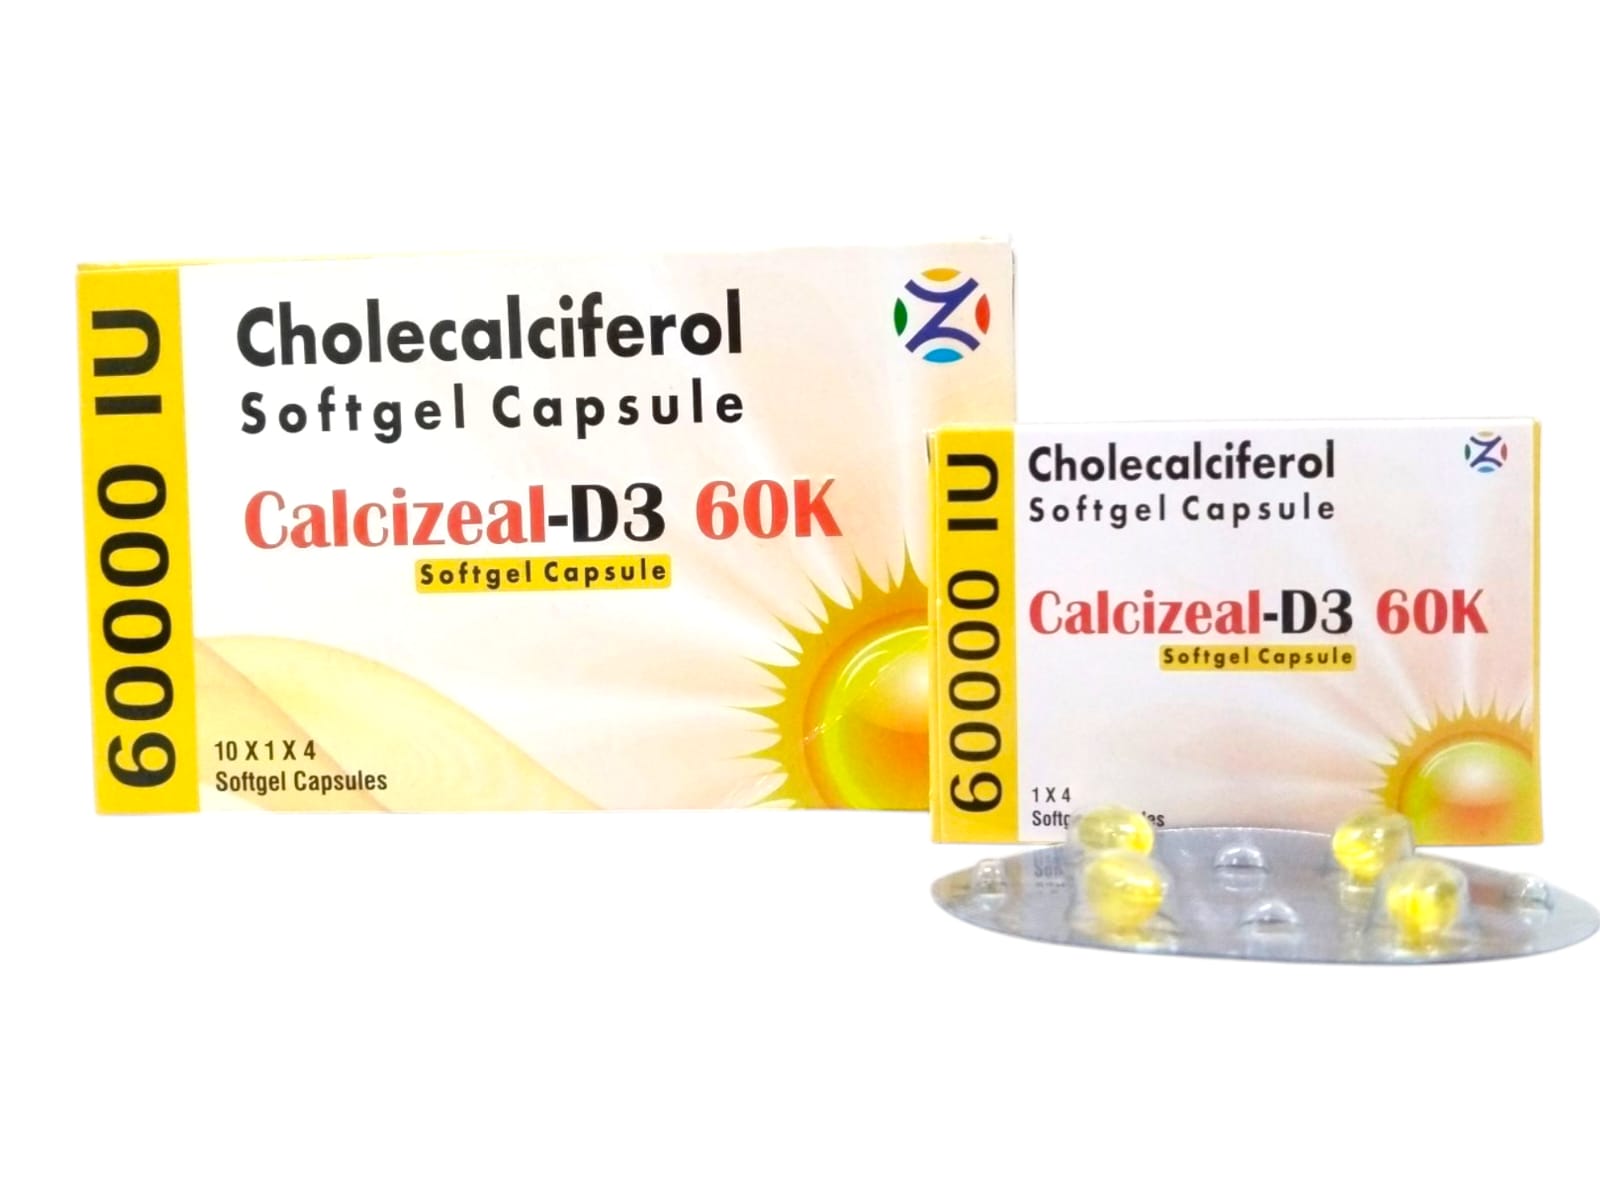 60000 IU
Cholecalciferol
Softgel Capsule
Calcizeal-D3 60K
Softgel Capsule
10 X 1 X 4
Softgel Capsules
60000 IU
Cholecalciferol
Softgel Capsule
Calcizeal-D3 60K
Softgel Capsule
1 X 4